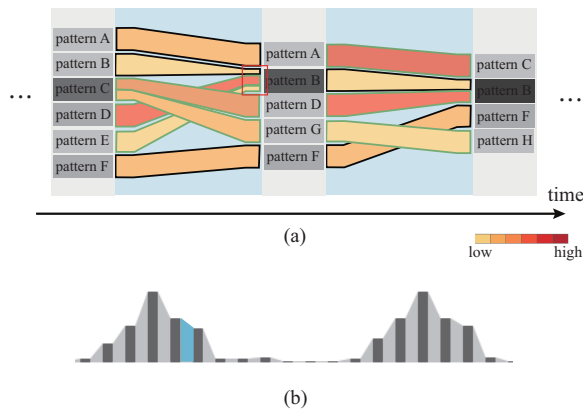 pattern A
pattern B
pattern C
pattern D
pattern E
pattern F
pattern A
pattern B
pattern D
pattern G
pattern F
pattern C
pattern B
pattern F
pattern H
...
...
time
(a)
low high
(b)